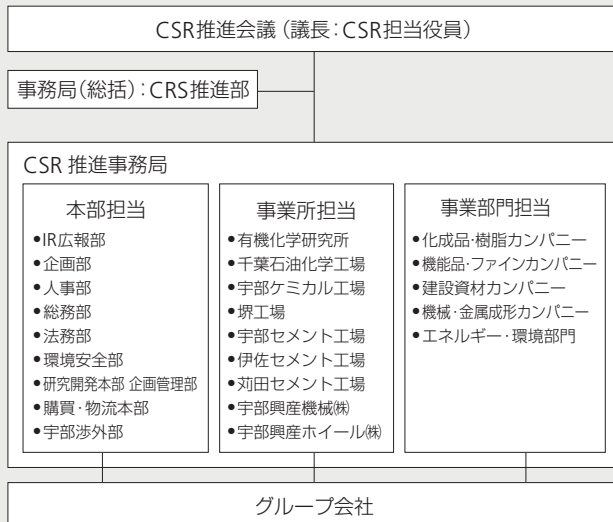 CSR推進会議（議長：CSR担当役員）
事務局（総括）：CRS推進部
CSR 推進事務局
本部担当
●IR広報部
●企画部
●人事部
●総務部
●法務部
●環境安全部
●研究開発本部 企画管理部
●購買・物流本部
●宇部渉外部
事業所担当
●有機化学研究所
●千葉石油化学工場
●宇部ケミカル工場
●堺工場
●宇部セメント工場
●伊佐セメント工場
●苅田セメント工場
●宇部興産機械㈱
●宇部興産ホイール㈱
事業部門担当
●化成品・樹脂カンパニー
●機能品・ファインカンパニー
●建設資材カンパニー
●機械・金属成形カンパニー
●エネルギー・環境部門
グループ会社